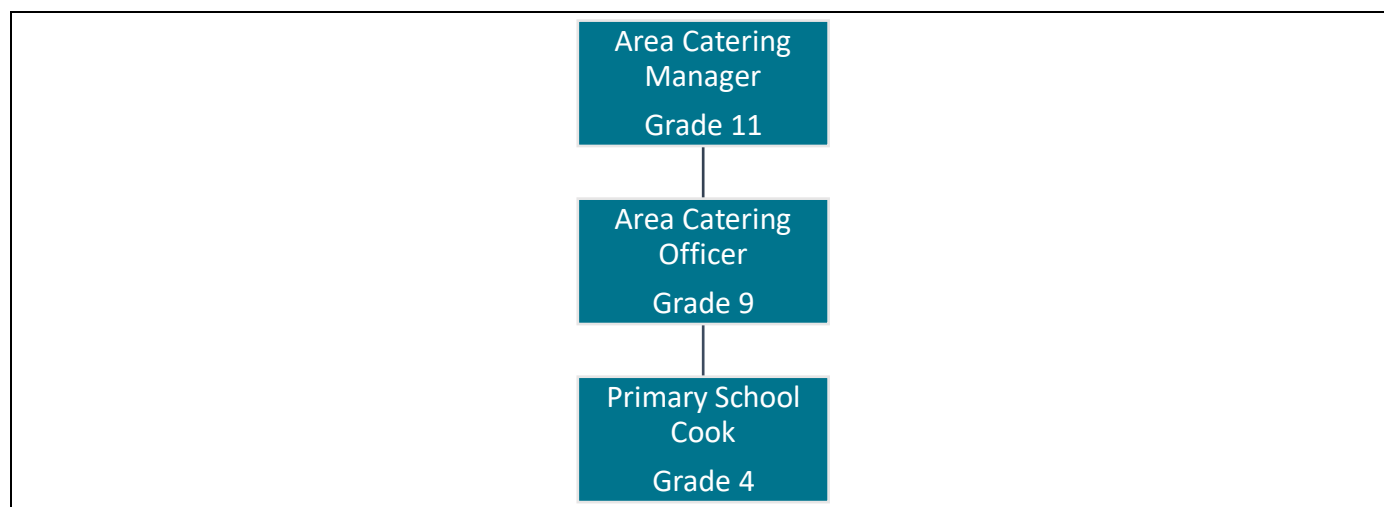 Area Catering
Manager
Grade 11
Area Catering
Officer
Grade 9
Primary School
Cook
Grade 4